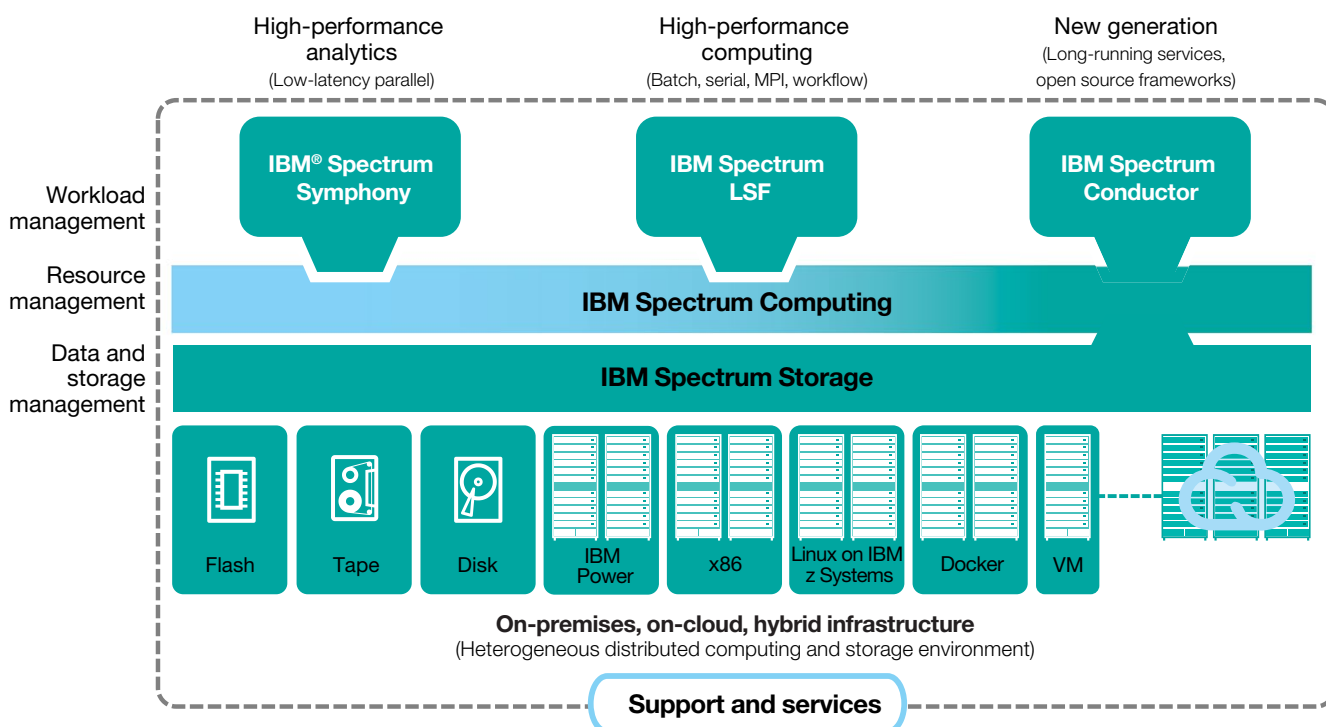 High-performance
analytics
(Low-latency parallel)
High-performance
computing
(Batch, serial, MPI, workflow)
New generation
(Long-running services,
open source frameworks)
Workload
management
IBM® Spectrum
Symphony
IBM Spectrum
LSF
IBM Spectrum
Conductor
Resource
management
IBM Spectrum Computing
Data and
storage
management
IBM Spectrum Storage
Flash
Tape
Disk
IBM
Power
x86
Linux on IBM
z Systems
Docker
VM
On-premises, on-cloud, hybrid infrastructure
(Heterogeneous distributed computing and storage environment)
Support and services